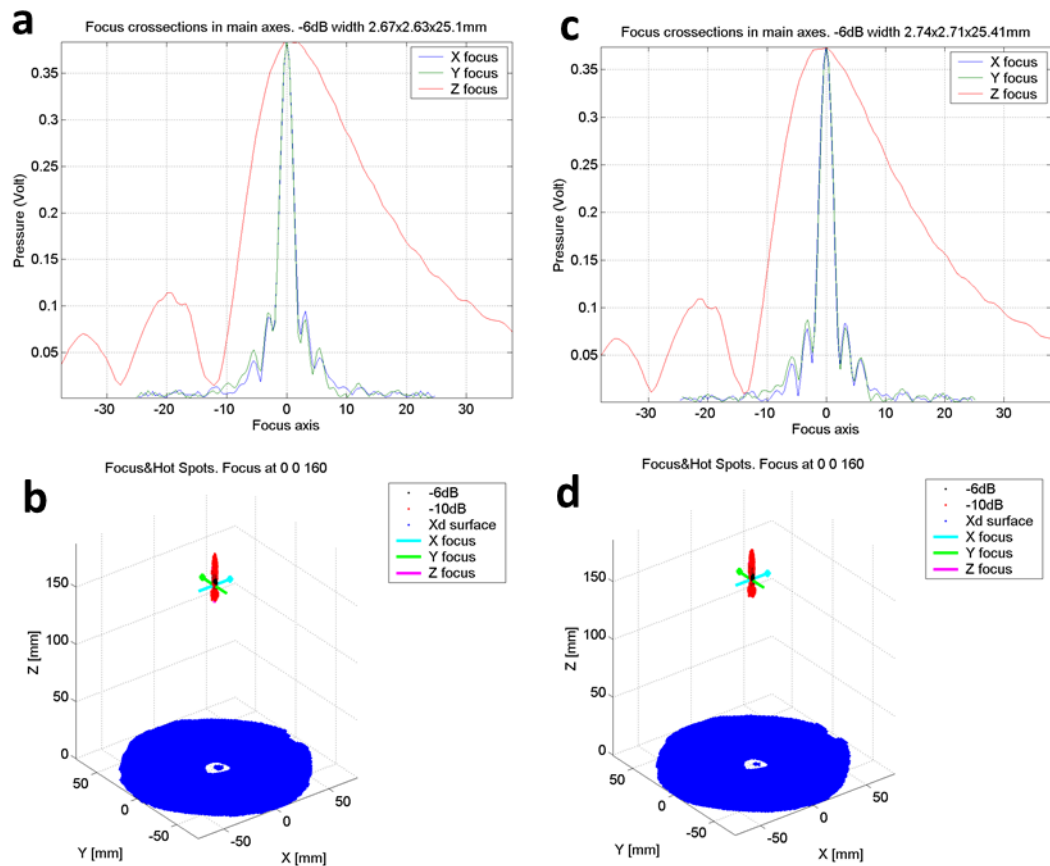 a
Focus crossections in main axes. -6dB width 2.67x2.63x25.1mm
X focus
Y focus
Z focus
Pressure (Volt)
0.35
0.3
0.25
0.2
0.15
0.1
0.05
-30 -20 -10 0 10 20 30
Focus axis
c
Focus crossections in main axes. -6dB width 2.74x2.71x25.41mm
X focus
Y focus
Z focus
Pressure (Volt)
0.35
0.3
0.25
0.2
0.15
0.1
0.05
-30 -20 -10 0 10 20 30
Focus axis
b
Focus&Hot Spots. Focus at 0 0 160
-6dB
-10dB
Xd surface
X focus
Y focus
Z focus
Z [mm]
150
100
50
0
50
0
-50
Y [mm]
-50
0
50
X [mm]
d
Focus&Hot Spots. Focus at 0 0 160
-6dB
-10dB
Xd surface
X focus
Y focus
Z focus
Z [mm]
150
100
50
0
50
0
-50
Y [mm]
-50
0
50
X [mm]